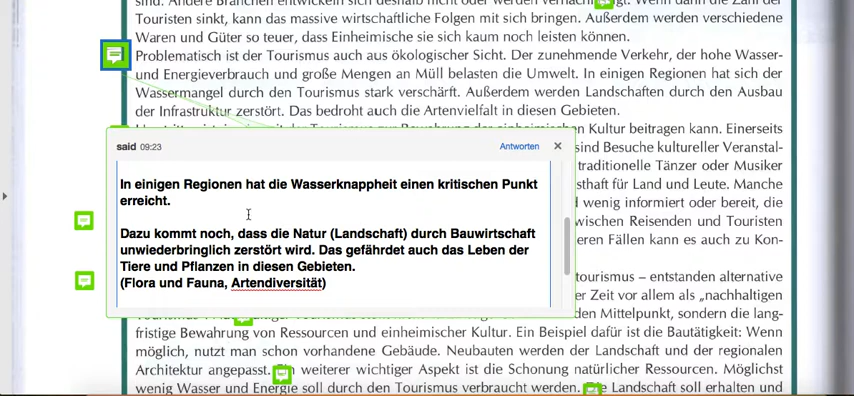 sind. Andere Branchen entwickeln sich deshalb nicht oder werden
Wenn dann die Zahl der
Touristen sinkt, kann das massive wirtschaftliche Folgen mit sich bringen. Außerdem werden verschiedene
Waren und Güter so teuer, dass Einheimische sie sich kaum noch leisten können.
Problematisch ist der Tourismus auch aus ökologischer Sicht. Der zunehmende Verkehr, der hohe Wasser-
und Energieverbrauch und große Mengen an Müll belasten die Umwelt. In einigen Regionen hat sich der
Wassermangel durch den Tourismus stark verschärft. Außerdem werden Landschaften durch den Ausbau
der Infrastruktur zerstört. Das bedroht auch die Artenvielfalt in diesen Gebieten.
Kultur beitragen kann. Einerseits
sind Besuche kultureller Veranstal-
traditionelle Tänzer oder Musiker
für Land und Leute. Manche
wenig informiert oder bereit, die
Reisenden und Touristen
Fällen kann es auch zu Kon-
said 09:23
Antworten
In einigen Regionen hat die Wasserknappheit einen kritischen Punkt
erreicht.
Dazu kommt noch, dass die Natur (Landschaft) durch Bauwirtschaft
unwiederbringlich zerstört wird. Das gefährdet auch das Leben der
Tiere und Pflanzen in diesen Gebieten.
(Flora und Fauna, Artendiversität)
– entstanden alternative
Zeit vor allem als „nachhaltigen
Mittelpunkt, sondern die lang-
fristige Bewahrung von Ressourcen und einheimischer Kultur. Ein Beispiel dafür ist die Bautätigkeit: Wenn
möglich, nutzt man schon vorhandene Gebäude. Neubauten werden der Landschaft und der regionalen
Architektur angepasst. Ein weiterer wichtiger Aspekt ist die Schonung natürlicher Ressourcen. Möglichst
wenig Wasser und Energie soll durch den Tourismus verbraucht werden. Die Landschaft soll erhalten und